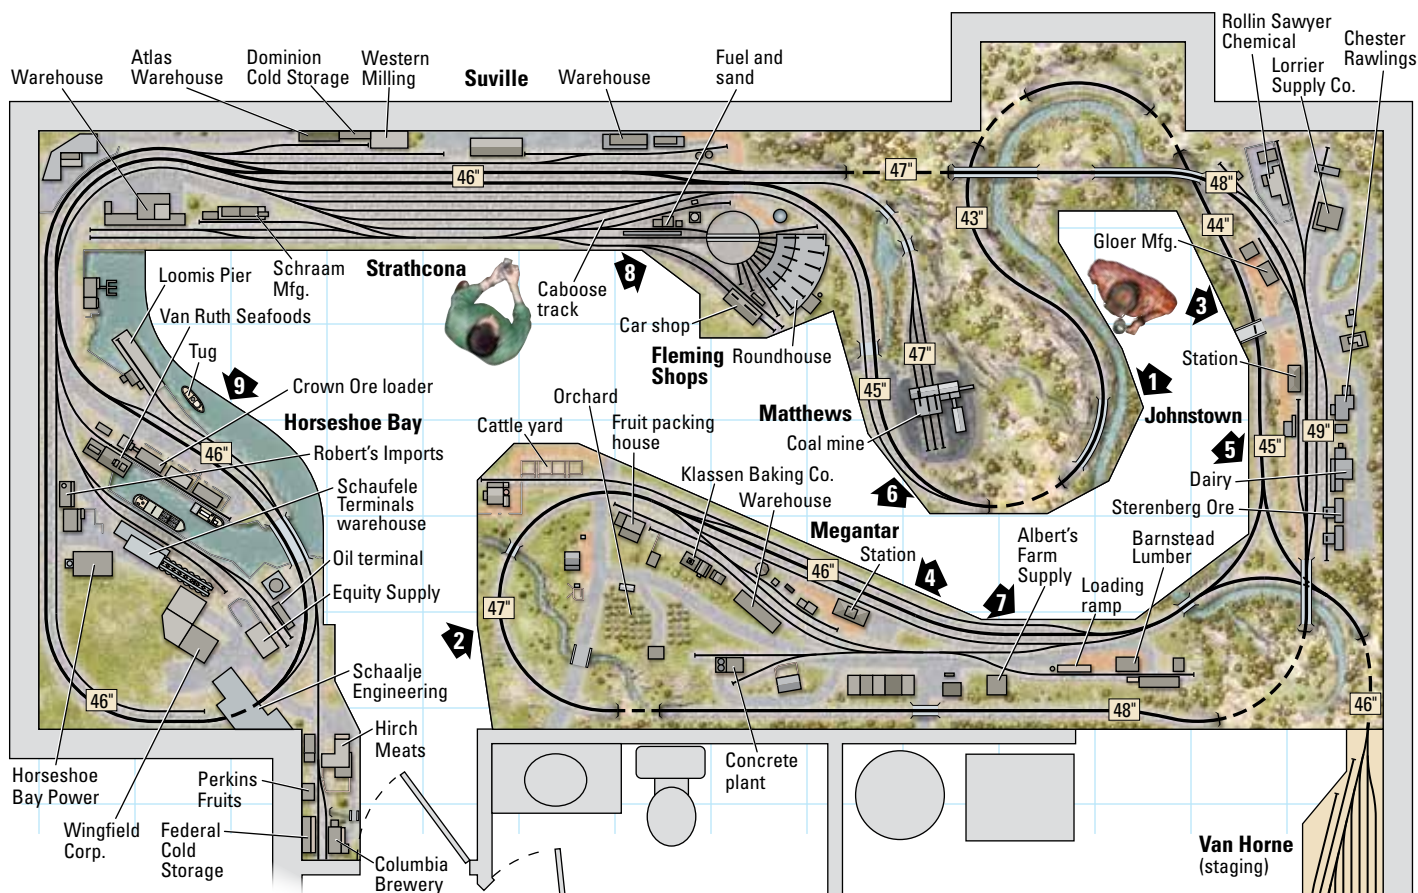 Rollin Sawyer
Chemical
Chester
Rawlings
Lorrier
Supply Co.
Warehouse
Atlas
Warehouse
Dominion
Cold Storage
Western
Milling
Suville
Warehouse
Fuel and
sand
46"
47"
48"
43"
44"
Gloer Mfg.
Loomis Pier
Schraam
Mfg.
Strathcona
Caboose
track
8
3
Van Ruth Seafoods
Car shop
Fleming
Shops
Roundhouse
Tug
9
Crown Ore loader
47"
45"
Station
1
Orchard
Matthews
Johnstown
Horseshoe Bay
Cattle yard
Fruit packing
house
Coal mine
46"
45"
49"
5
Robert's Imports
Klassen Baking Co.
Dairy
Schaufele
Terminals
warehouse
Warehouse
6
Sterenberg Ore
Megantar
Station
Albert's
Farm
Supply
Barnstead
Lumber
Oil terminal
46"
4
Loading
ramp
Equity Supply
47"
7
2
Schaalje
Engineering
46"
48"
46"
Hirch
Meats
Concrete
plant
Horseshoe
Bay Power
Perkins
Fruits
Wingfield
Corp.
Federal
Cold
Storage
Columbia
Brewery
Van Horne
(staging)